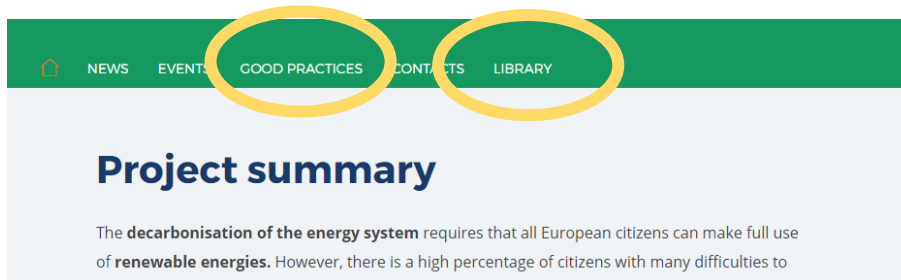 NEWS EVENTS GOOD PRACTICES CONTACTS LIBRARY
Project summary
The decarbonisation of the energy system requires that all European citizens can make full use
of renewable energies. However, there is a high percentage of citizens with many difficulties to